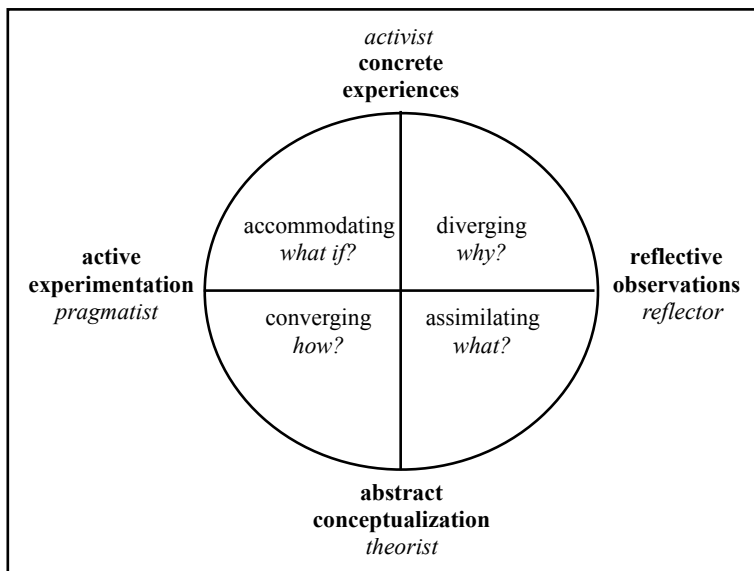 activist
concrete
experiences
accommodating
what if?
diverging
why?
active
experimentation
pragmatist
reflective
observations
reflector
converging
how?
assimilating
what?
abstract
conceptualization
theorist